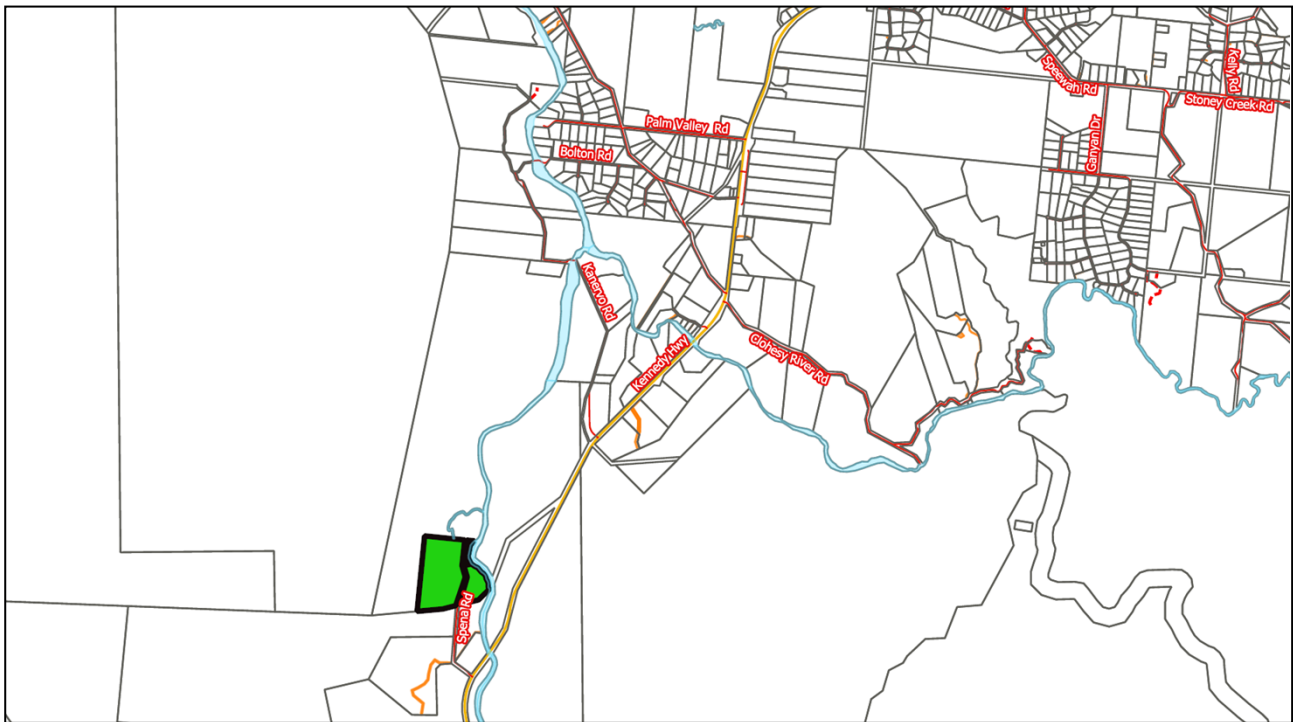 Speewah Rd
Kelly Rd
Stoney Creek Rd
Palm Valley Rd
Ganyan Dr
Bolton Rd
Kanervo Rd
Kennedy Hwy
Clohesy River Rd
Spena Rd